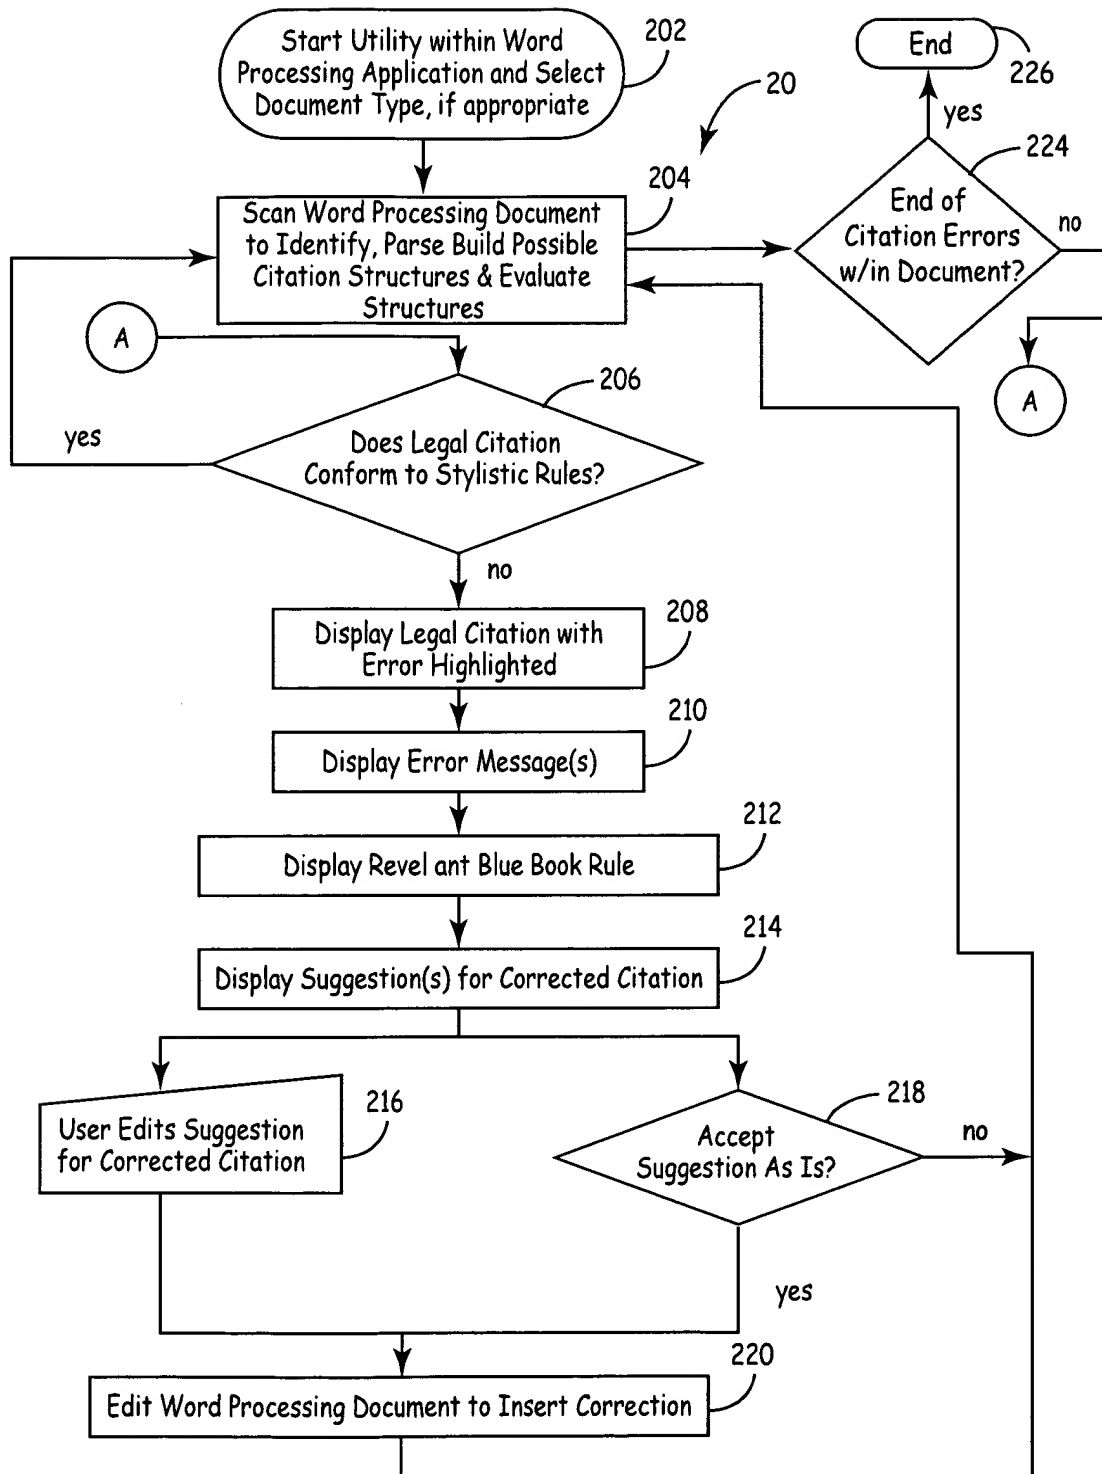 Start Utility within Word
Processing Application and Select
Document Type, if appropriate
202
End
226
20
yes
224
204
Scan Word Processing Document
to Identify, Parse Build Possible
Citation Structures & Evaluate
Structures
End of
Citation Errors
w/in Document?
no
A
A
206
yes
Does Legal Citation
Conform to Stylistic Rules?
no
208
Display Legal Citation with
Error Highlighted
210
Display Error Message(s)
212
Display Revel ant Blue Book Rule
214
Display Suggestion(s) for Corrected Citation
216
User Edits Suggestion
for Corrected Citation
218
Accept
Suggestion As Is?
no
yes
220
Edit Word Processing Document to Insert Correction